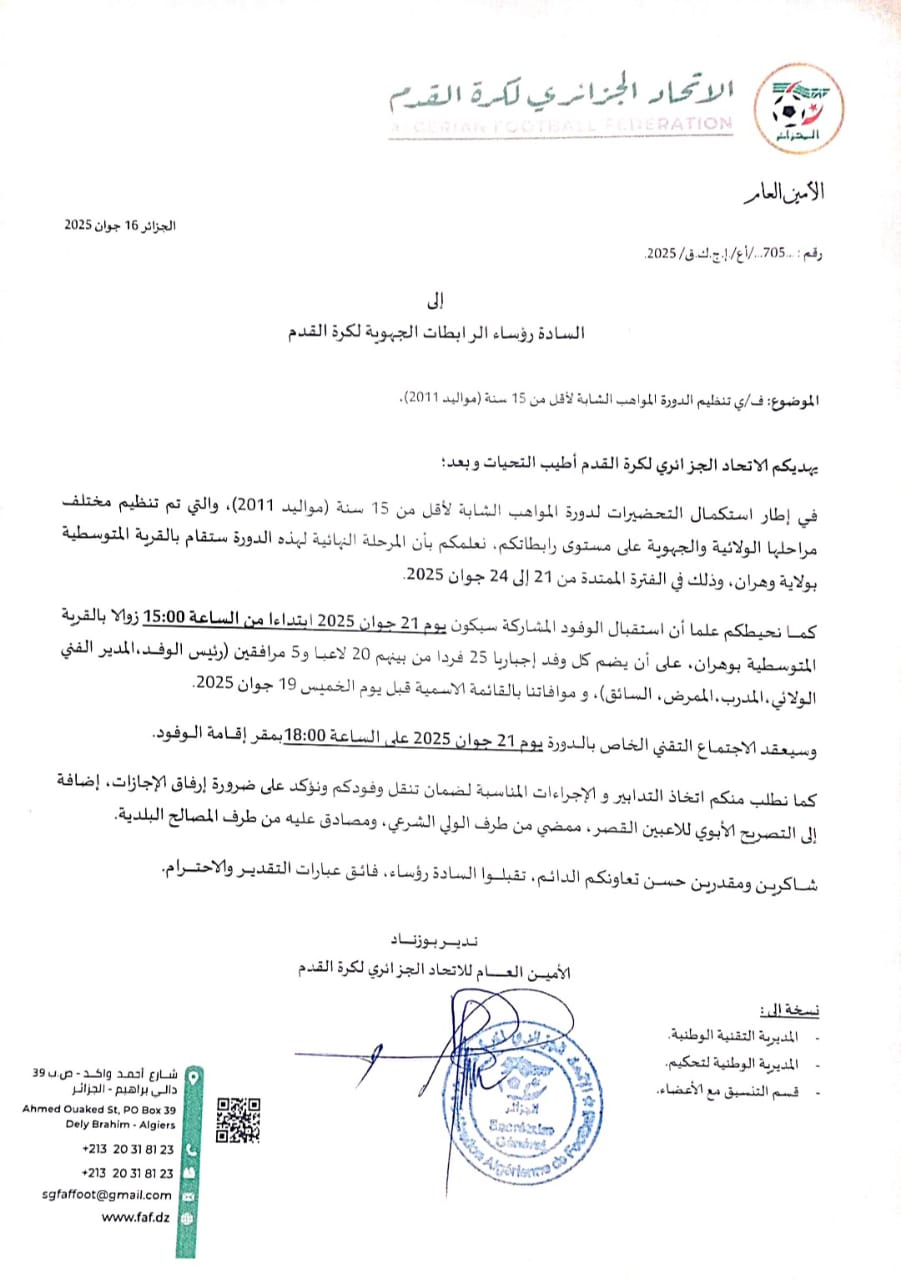 الاتحاد الجزائري لكرة القدم
ALGERIAN FOOTBALL FEDERATION
الجزائر
الأمين العام
الجزائر 16 جوان 2025
رقم : ...705.../أع/إ.ج.ك.ق/ 2025.
إلى
السادة رؤساء الرابطات الجهوية لكرة القدم
الموضوع: ف/ي تنظيم الدورة المواهب الشابة لأقل من 15 سنة (مواليد 2011).
يهديكم الاتحاد الجزائري لكرة القدم أطيب التحيات وبعد؛
في إطار استكمال التحضيرات لدورة المواهب الشابة لأقل من 15 سنة (مواليد 2011)، والتي تم تنظيم مختلف
مراحلها الولائية والجهوية على مستوى رابطاتكم، نعلمكم بأن المرحلة النهائية لهذه الدورة ستقام بالقرية المتوسطية
بولاية وهران، وذلك في الفترة الممتدة من 21 إلى 24 جوان 2025.
كما نحيطكم علما أن استقبال الوفود المشاركة سيكون يوم 21 جوان 2025 ابتداءا من الساعة 15:00 زوالا بالقرية
المتوسطية بوهران، على أن يضم كل وفد إجباريا 25 فردا من بينهم 20 لاعبا و5 مرافقين (رئيس الوفد،المدير الفني
الولائي،المدرب،الممرض، السائق)، و موافاتنا بالقائمة الاسمية قبل يوم الخميس 19 جوان 2025.
وسيعقد الاجتماع التقني الخاص بالدورة يوم 21 جوان 2025 على الساعة 18:00بمقر إقامة الوفود.
كما نطلب منكم اتخاذ التدابير و الإجراءات المناسبة لضمان تنقل وفودكم ونؤكد على ضرورة إرفاق الإجازات، إضافة
إلى التصريح الأبوي للاعبين القصر، ممضي من طرف الولي الشرعي، ومصادق عليه من طرف المصالح البلدية.
شاكرين ومقدرين حسن تعاونكم الدائم، تقبلوا السادة رؤساء، فائق عبارات التقدير والاحترام.
نذير بوزناد
الأمين العام للاتحاد الجزائري لكرة القدم
نسخة إلى:
- المديرية التقنية الوطنية.
- المديرية الوطنية لتحكيم.
- قسم التنسيق مع الأعضاء.
الجزائر
Secrétaire
Général
Algérienne de Football
شارع أحمد واكد - ص ب 39
دالي براهيم - الجزائر
Ahmed Ouaked St, PO Box 39
Dely Brahim - Algiers
+213 20 31 81 23
+213 20 31 81 23
sgfaffoot@gmail.com
www.faf.dz